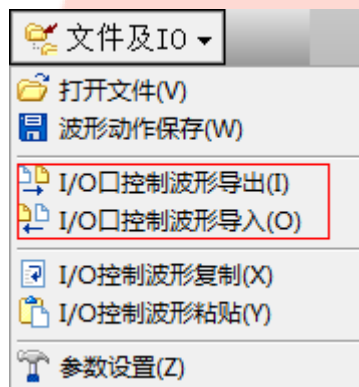 文件及IO
打开文件(V)
波形动作保存(W)
I/O口控制波形导出(I)
I/O口控制波形导入(O)
I/O控制波形复制(X)
I/O控制波形粘贴(Y)
参数设置(Z)